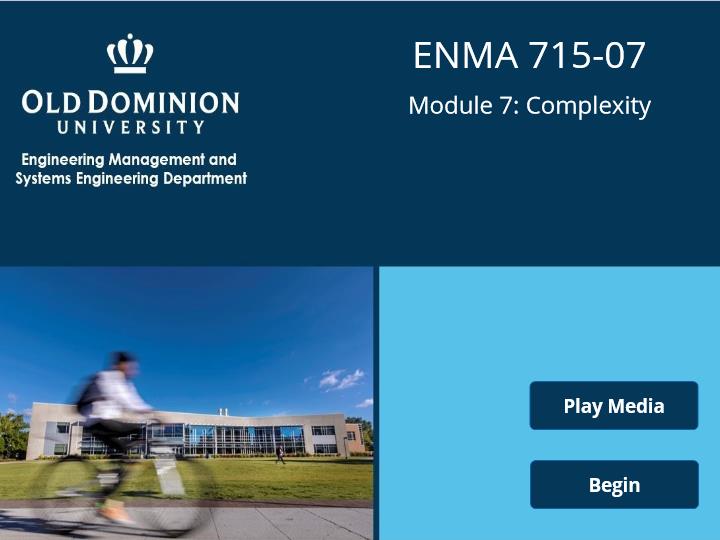 OLD DOMINION
UNIVERSITY
Engineering Management and
Systems Engineering Department
ENMA 715-07
Module 7: Complexity
Play Media
Begin